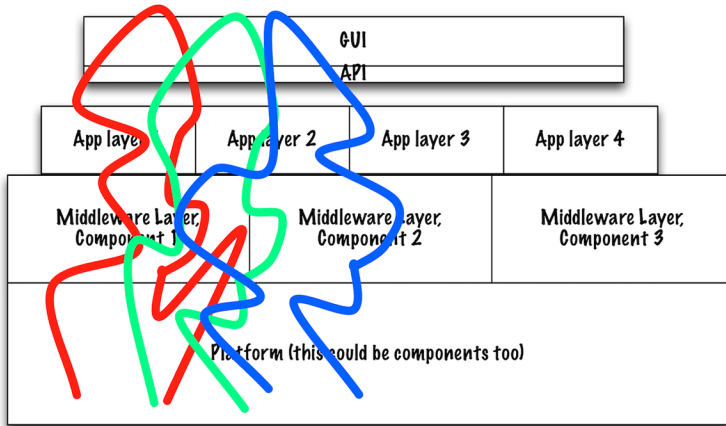 GUI
API
App layer
App layer 2
App layer 3
App layer 4
Middleware Layer,
Component 1
Middleware Layer,
Component 2
Middleware Layer,
Component 3
Platform (this could be components too)